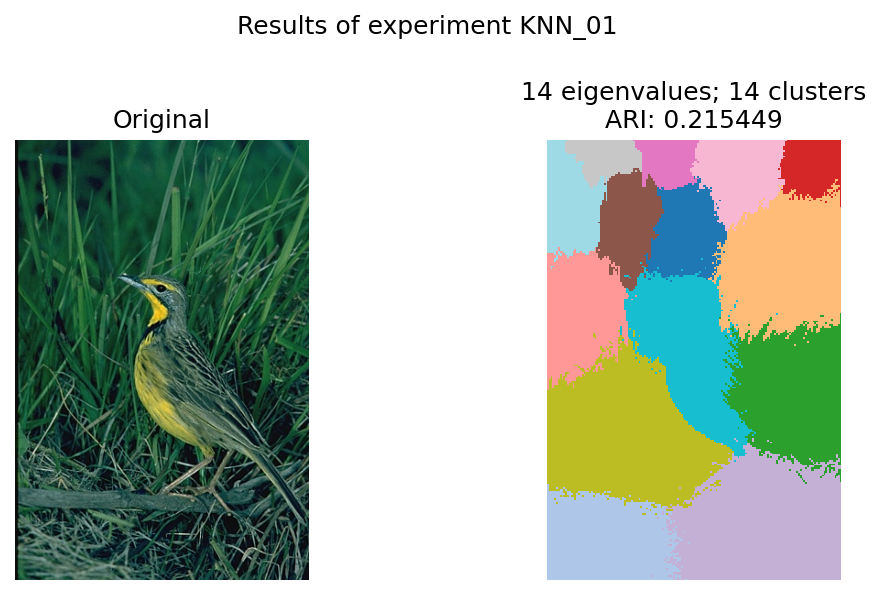 Results of experiment KNN_01
Original
14 eigenvalues; 14 clusters
ARI: 0.215449